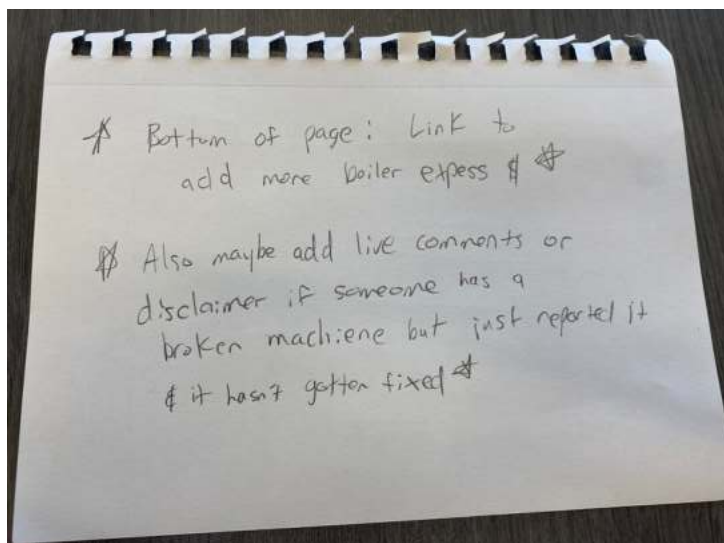 ☆ Bottom of page: Link to
add more boiler expess $ ☆
☆ Also maybe add live comments or
disclaimer if someone has a
broken machiene but just reported it
& it hasn't gotten fixed ☆